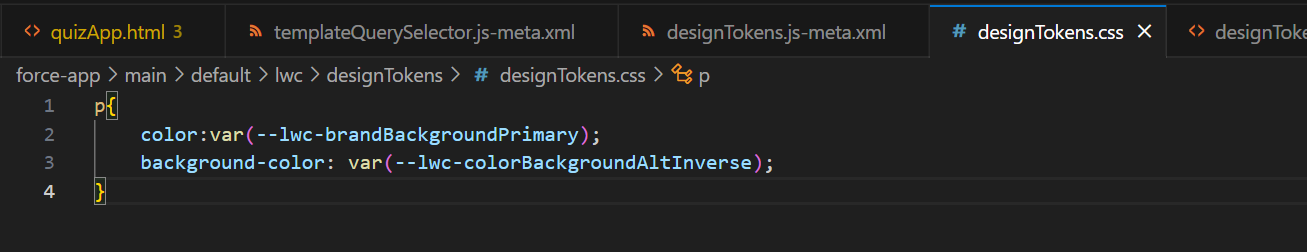 quizApp.html 3 templateQuerySelector.js-meta.xml designTokens.js-meta.xml # designTokens.css × designToke
force-app > main > default > lwc > designTokens > # designTokens.css > p
1 p{
2 color:var(--lwc-brandBackgroundPrimary);
3 background-color: var(--lwc-colorBackgroundAltInverse);
4 }